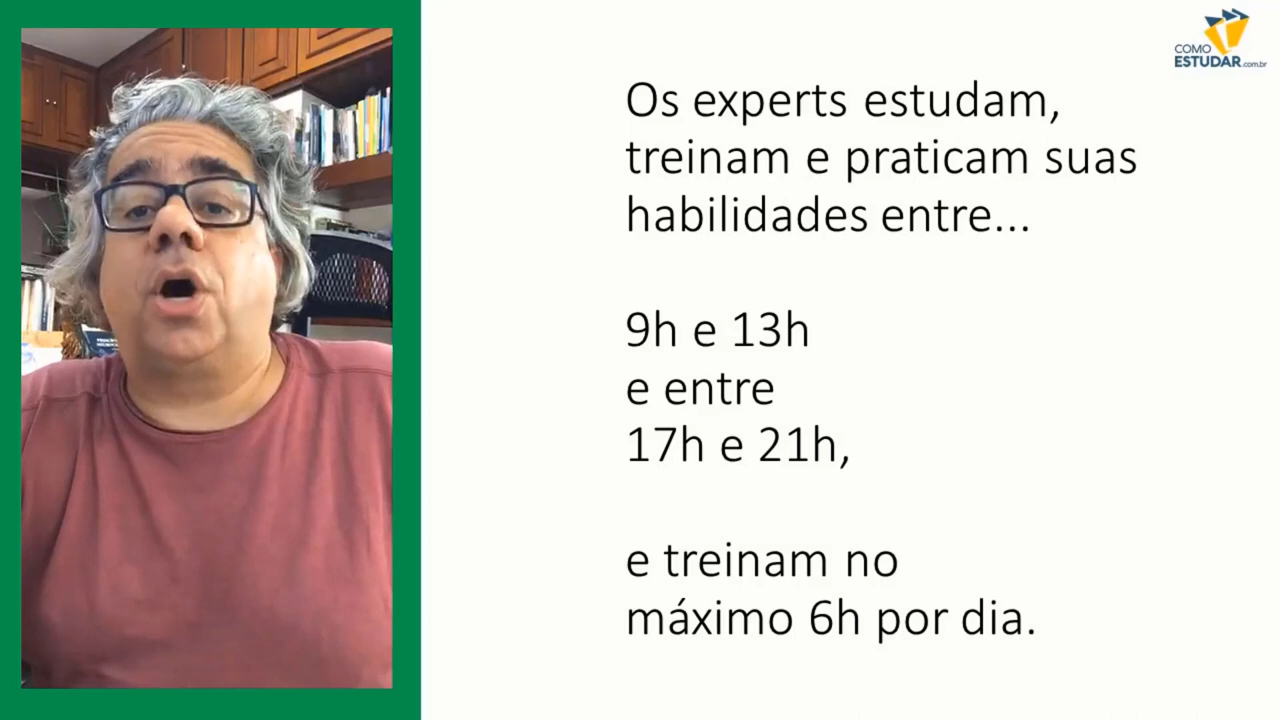 COMO
ESTUDAR.com.br
Os experts estudam,
treinam e praticam suas
habilidades entre...
9h e 13h
e entre
17h e 21h,
e treinam no
máximo 6h por dia.